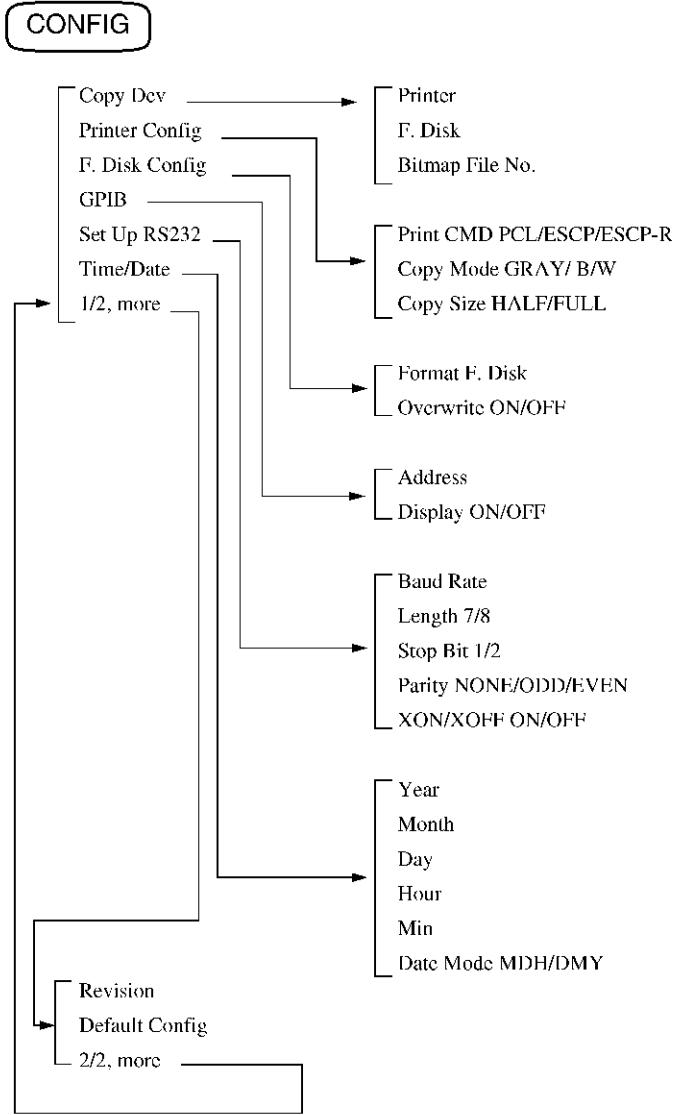 CONFIG
Copy Dev
Printer Config
F. Disk Config
GPIB
Set Up RS232
Time/Date
1/2, more
Printer
F. Disk
Bitmap File No.
Print CMD PCL/ESCP/ESCP-R
Copy Mode GRAY/ B/W
Copy Size HALF/FULL
Format F. Disk
Overwrite ON/OFF
Address
Display ON/OFF
Baud Rate
Length 7/8
Stop Bit 1/2
Parity NONE/ODD/EVEN
XON/XOFF ON/OFF
Year
Month
Day
Hour
Min
Date Mode MDH/DMY
Revision
Default Config
2/2, more